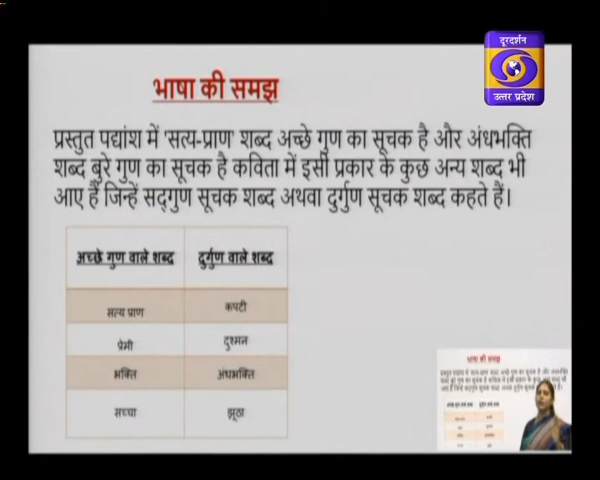 दूरदर्शन
उत्तर प्रदेश
भाषा की समझ
प्रस्तुत पद्यांश में 'सत्य-प्राण' शब्द अच्छे गुण का सूचक है और अंधभक्ति
शब्द बुरे गुण का सूचक है कविता में इसी प्रकार के कुछ अन्य शब्द भी
आए हैं जिन्हें सद्गुण सूचक शब्द अथवा दुर्गुण सूचक शब्द कहते हैं।
अच्छे गुण वाले शब्द दुर्गुण वाले शब्द
सत्य प्राण कपटी
प्रेमी दुश्मन
भक्ति अंधभक्ति
सच्चा झूठा
भाषा की समझ